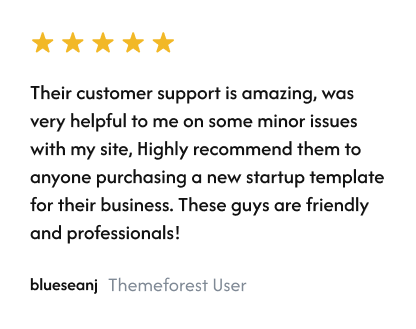 Their customer support is amazing, was
very helpful to me on some minor issues
with my site, Highly recommend them to
anyone purchasing a new startup template
for their business. These guys are friendly
and professionals!
blueseanj Themeforest User